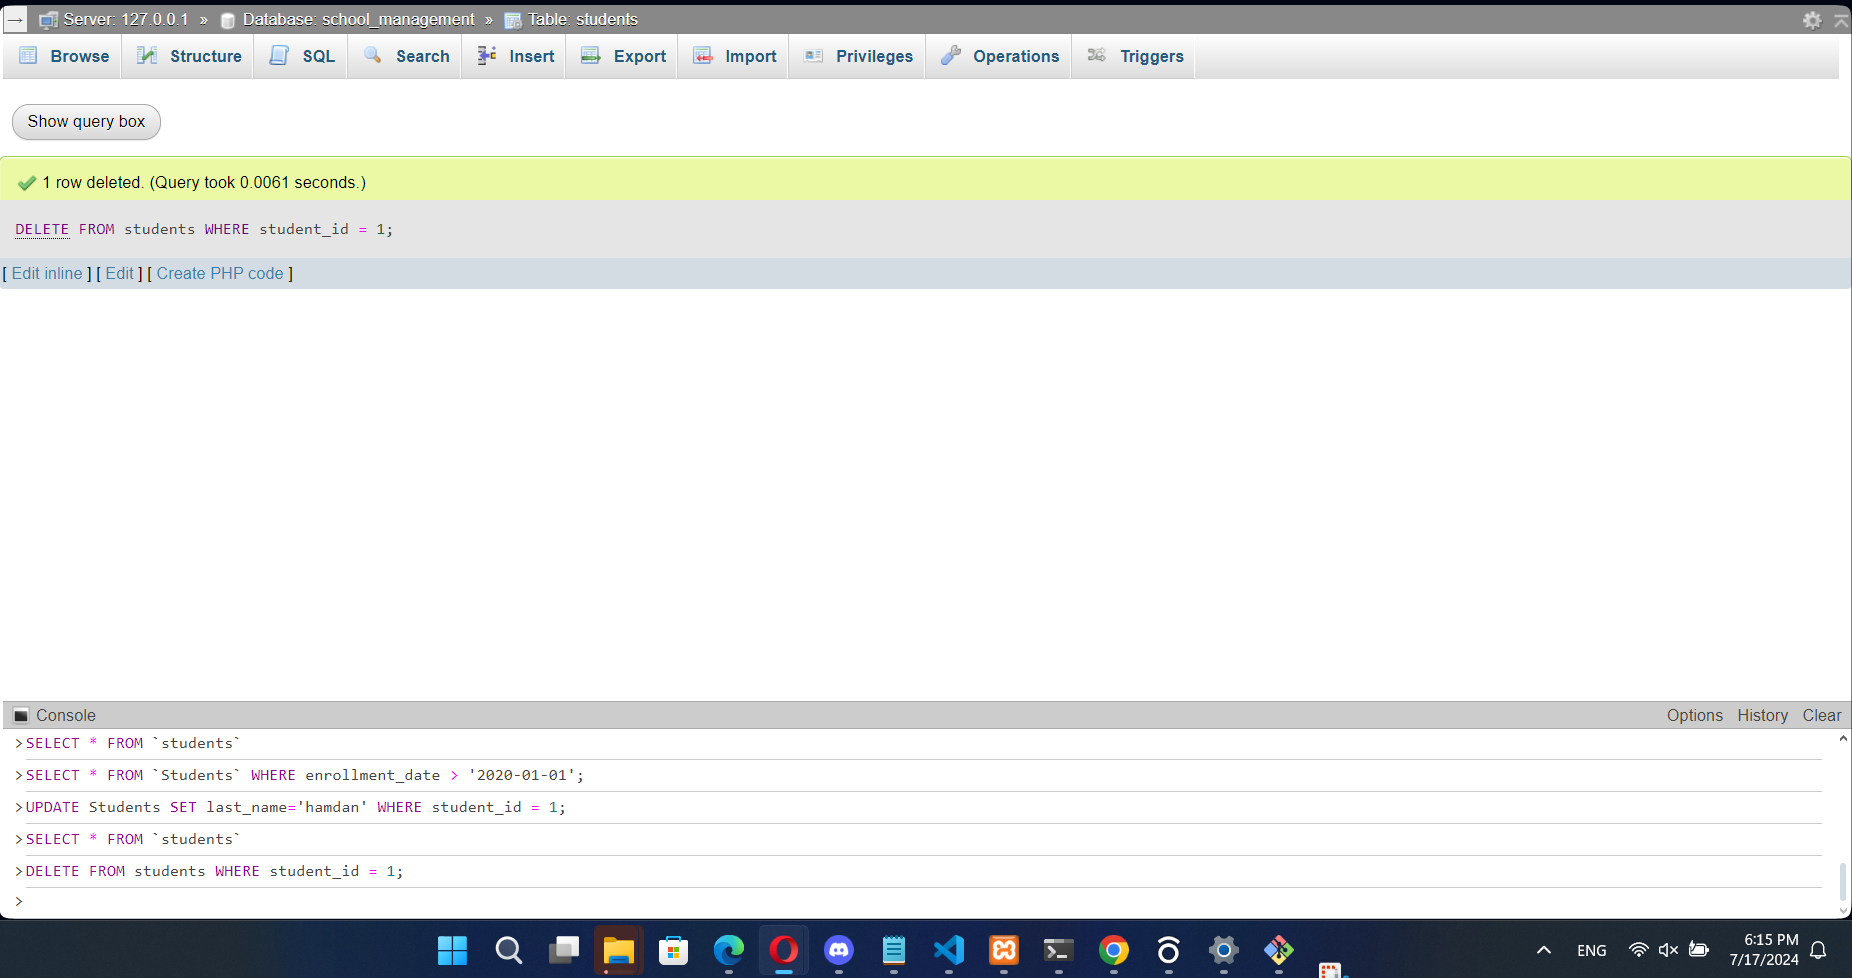 Server: 127.0.0.1 » Database: school_management » Table: students
Browse Structure SQL Search Insert Export Import Privileges Operations Triggers
Show query box
1 row deleted. (Query took 0.0061 seconds.)
DELETE FROM students WHERE student_id = 1;
[ Edit inline ] [ Edit ] [ Create PHP code ]
Console Options History Clear
>SELECT * FROM `students`
>SELECT * FROM `Students` WHERE enrollment_date > '2020-01-01';
>UPDATE Students SET last_name='hamdan' WHERE student_id = 1;
>SELECT * FROM `students`
>DELETE FROM students WHERE student_id = 1;
>
ENG
6:15 PM
7/17/2024